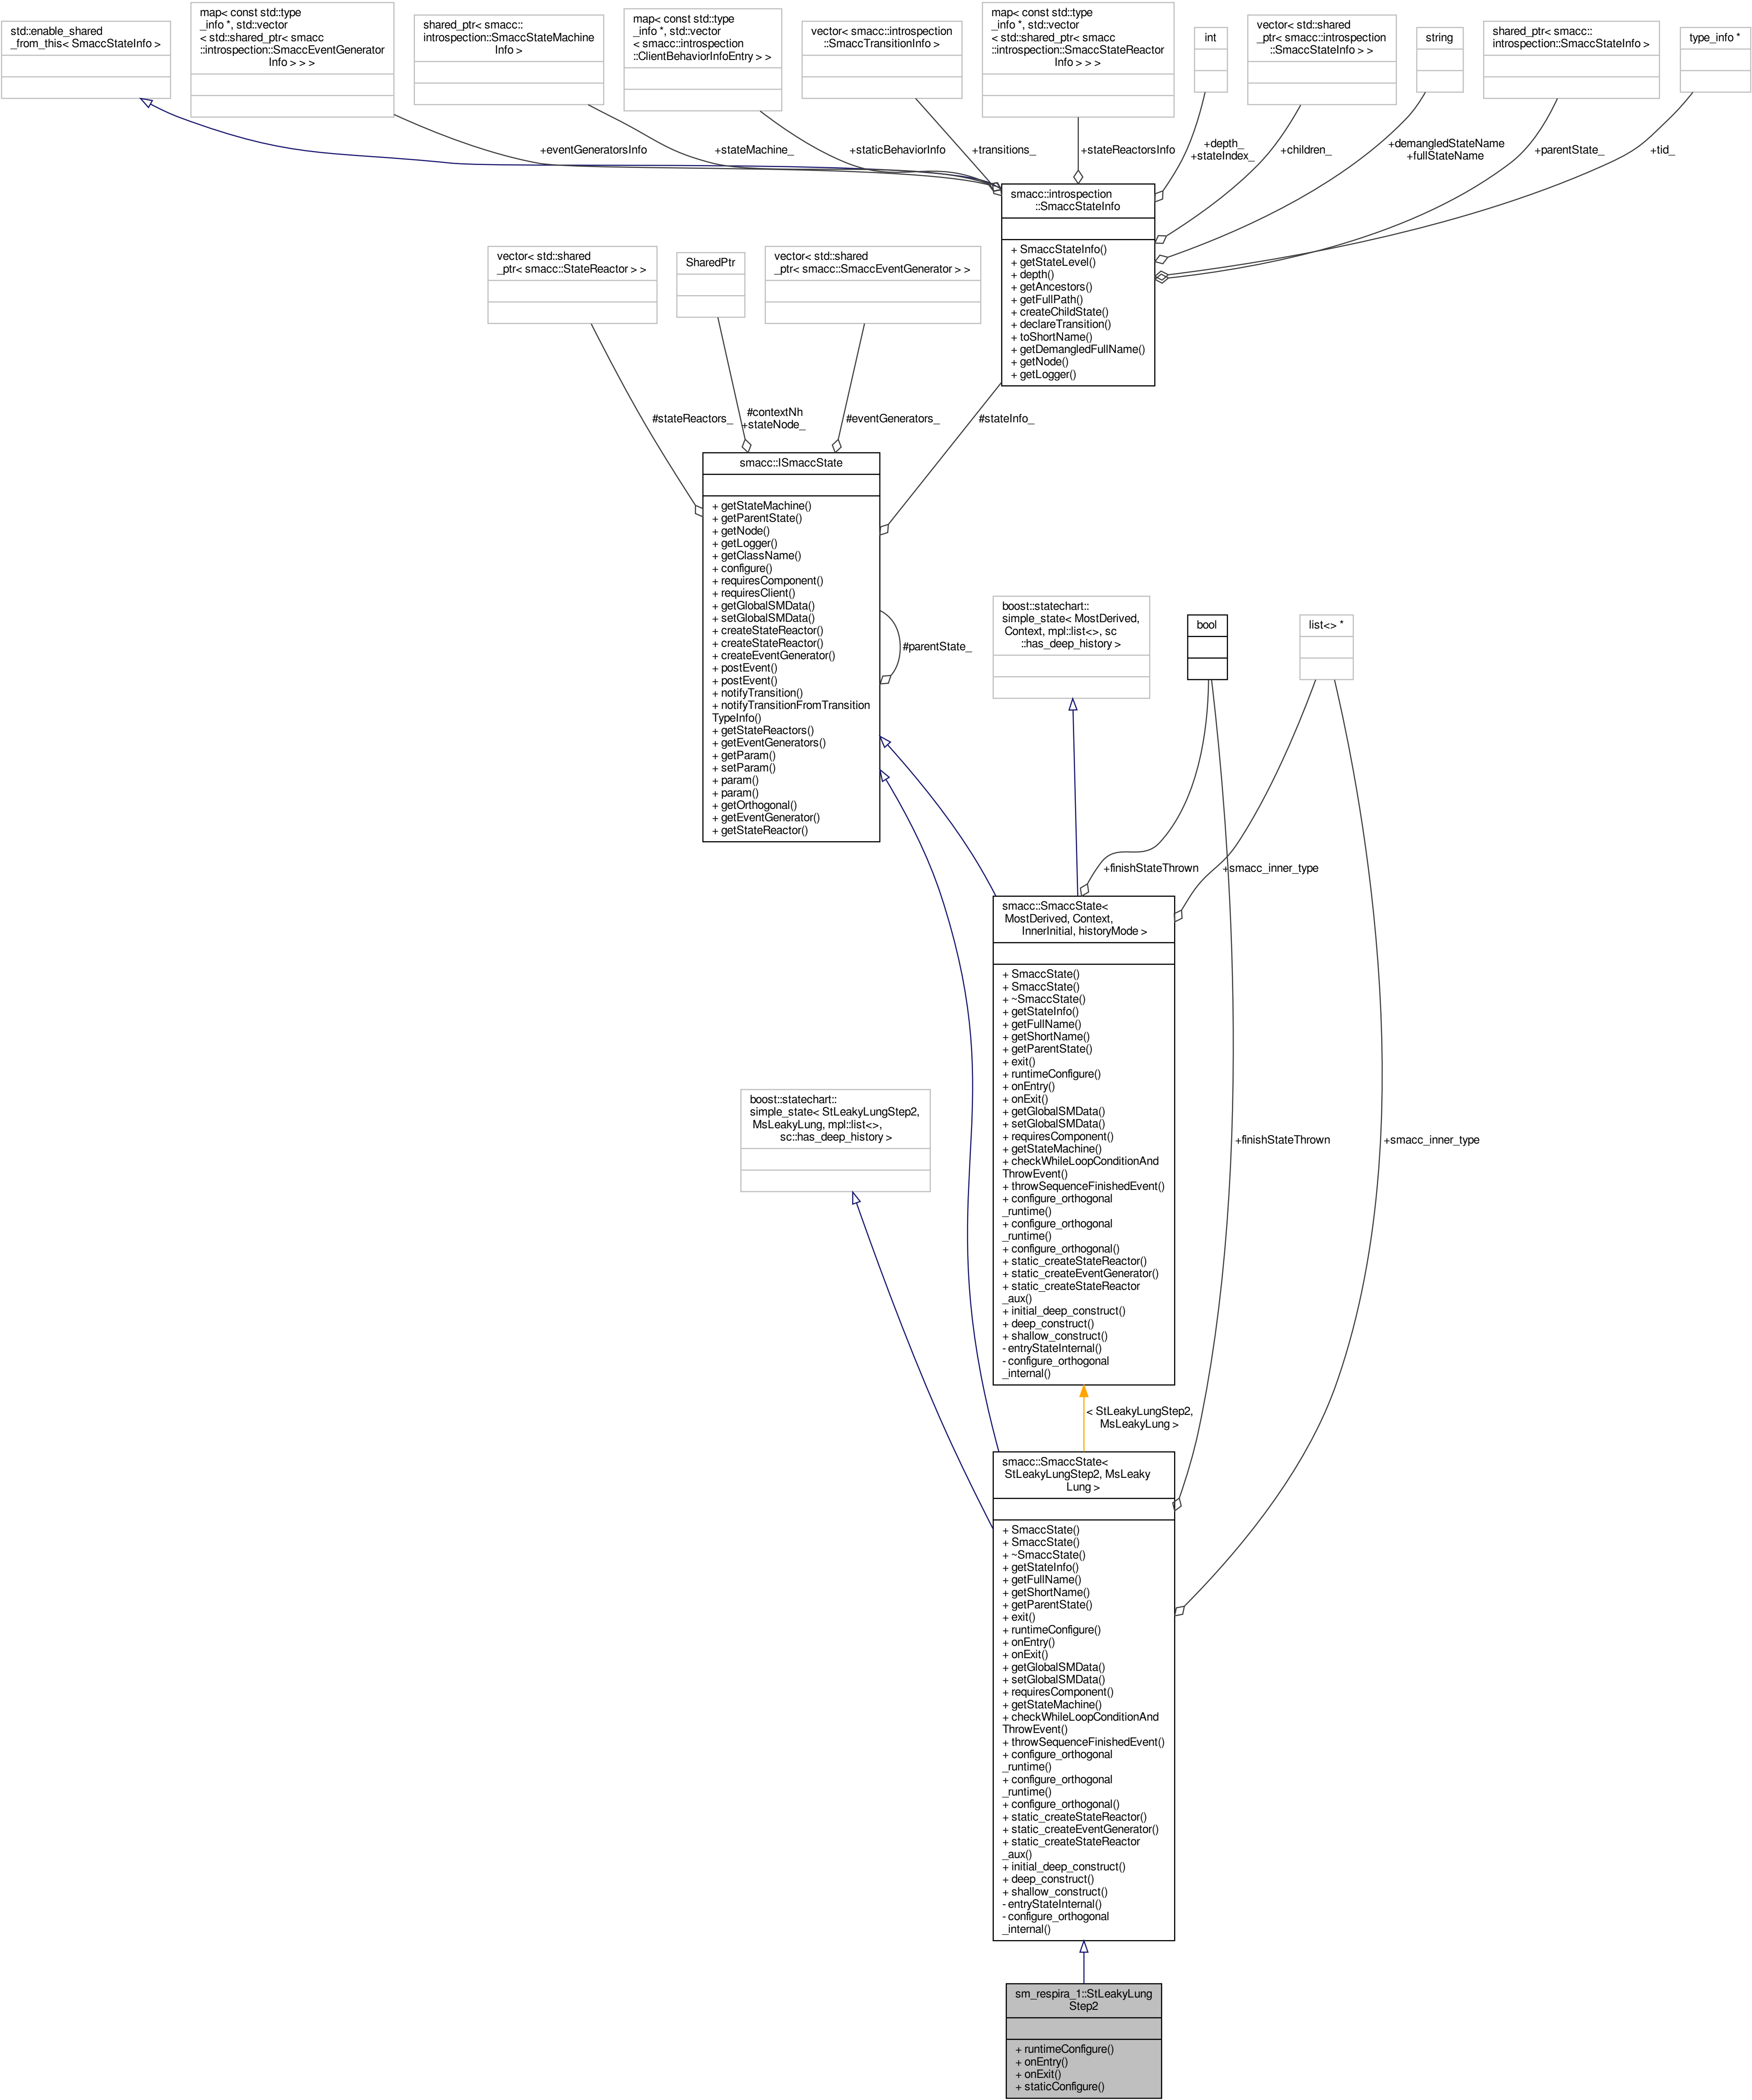 std::enable_shared
_from_this< SmaccStateInfo >
map< const std::type
_info *, std::vector
< std::shared_ptr< smacc
::introspection::SmaccEventGenerator
Info > > >
shared_ptr< smacc::
introspection::SmaccStateMachine
Info >
map< const std::type
_info *, std::vector
< smacc::introspection
::ClientBehaviorInfoEntry > >
vector< smacc::introspection
::SmaccTransitionInfo >
map< const std::type
_info *, std::vector
< std::shared_ptr< smacc
::introspection::SmaccStateReactor
Info > > >
int
vector< std::shared
_ptr< smacc::introspection
::SmaccStateInfo > >
string
shared_ptr< smacc::
introspection::SmaccStateInfo >
type_info *
+eventGeneratorsInfo
+stateMachine_
+staticBehaviorInfo
+transitions_
+stateReactorsInfo
+depth_
+stateIndex_
+children_
+demangledStateName
+fullStateName
+parentState_
+tid_
smacc::introspection
::SmaccStateInfo
+ SmaccStateInfo()
+ getStateLevel()
+ depth()
+ getAncestors()
+ getFullPath()
+ createChildState()
+ declareTransition()
+ toShortName()
+ getDemangledFullName()
+ getNode()
+ getLogger()
vector< std::shared
_ptr< smacc::StateReactor > >
SharedPtr
vector< std::shared
_ptr< smacc::SmaccEventGenerator > >
#stateReactors_
#contextNh
+stateNode_
#eventGenerators_
#stateInfo_
smacc::ISmaccState
+ getStateMachine()
+ getParentState()
+ getNode()
+ getLogger()
+ getClassName()
+ configure()
+ requiresComponent()
+ requiresClient()
+ getGlobalSMData()
+ setGlobalSMData()
+ createStateReactor()
+ createStateReactor()
+ createEventGenerator()
+ postEvent()
+ postEvent()
+ notifyTransition()
+ notifyTransitionFromTransition
TypeInfo()
+ getStateReactors()
+ getEventGenerators()
+ getParam()
+ setParam()
+ param()
+ param()
+ getOrthogonal()
+ getEventGenerator()
+ getStateReactor()
#parentState_
boost::statechart::
simple_state< MostDerived,
Context, mpl::list<>, sc
::has_deep_history >
bool
list<> *
+finishStateThrown
+smacc_inner_type
smacc::SmaccState<
MostDerived, Context,
InnerInitial, historyMode >
+ SmaccState()
+ SmaccState()
+ ~SmaccState()
+ getStateInfo()
+ getFullName()
+ getShortName()
+ getParentState()
+ exit()
+ runtimeConfigure()
+ onEntry()
+ onExit()
+ getGlobalSMData()
+ setGlobalSMData()
+ requiresComponent()
+ getStateMachine()
+ checkWhileLoopConditionAnd
ThrowEvent()
+ throwSequenceFinishedEvent()
+ configure_orthogonal
_runtime()
+ configure_orthogonal
_runtime()
+ configure_orthogonal()
+ static_createStateReactor()
+ static_createEventGenerator()
+ static_createStateReactor
_aux()
+ initial_deep_construct()
+ deep_construct()
+ shallow_construct()
- entryStateInternal()
- configure_orthogonal
_internal()
boost::statechart::
simple_state< StLeakyLungStep2,
MsLeakyLung, mpl::list<>,
sc::has_deep_history >
+finishStateThrown
+smacc_inner_type
< StLeakyLungStep2,
MsLeakyLung >
smacc::SmaccState<
StLeakyLungStep2, MsLeaky
Lung >
+ SmaccState()
+ SmaccState()
+ ~SmaccState()
+ getStateInfo()
+ getFullName()
+ getShortName()
+ getParentState()
+ exit()
+ runtimeConfigure()
+ onEntry()
+ onExit()
+ getGlobalSMData()
+ setGlobalSMData()
+ requiresComponent()
+ getStateMachine()
+ checkWhileLoopConditionAnd
ThrowEvent()
+ throwSequenceFinishedEvent()
+ configure_orthogonal
_runtime()
+ configure_orthogonal
_runtime()
+ configure_orthogonal()
+ static_createStateReactor()
+ static_createEventGenerator()
+ static_createStateReactor
_aux()
+ initial_deep_construct()
+ deep_construct()
+ shallow_construct()
- entryStateInternal()
- configure_orthogonal
_internal()
sm_respira_1::StLeakyLung
Step2
+ runtimeConfigure()
+ onEntry()
+ onExit()
+ staticConfigure()